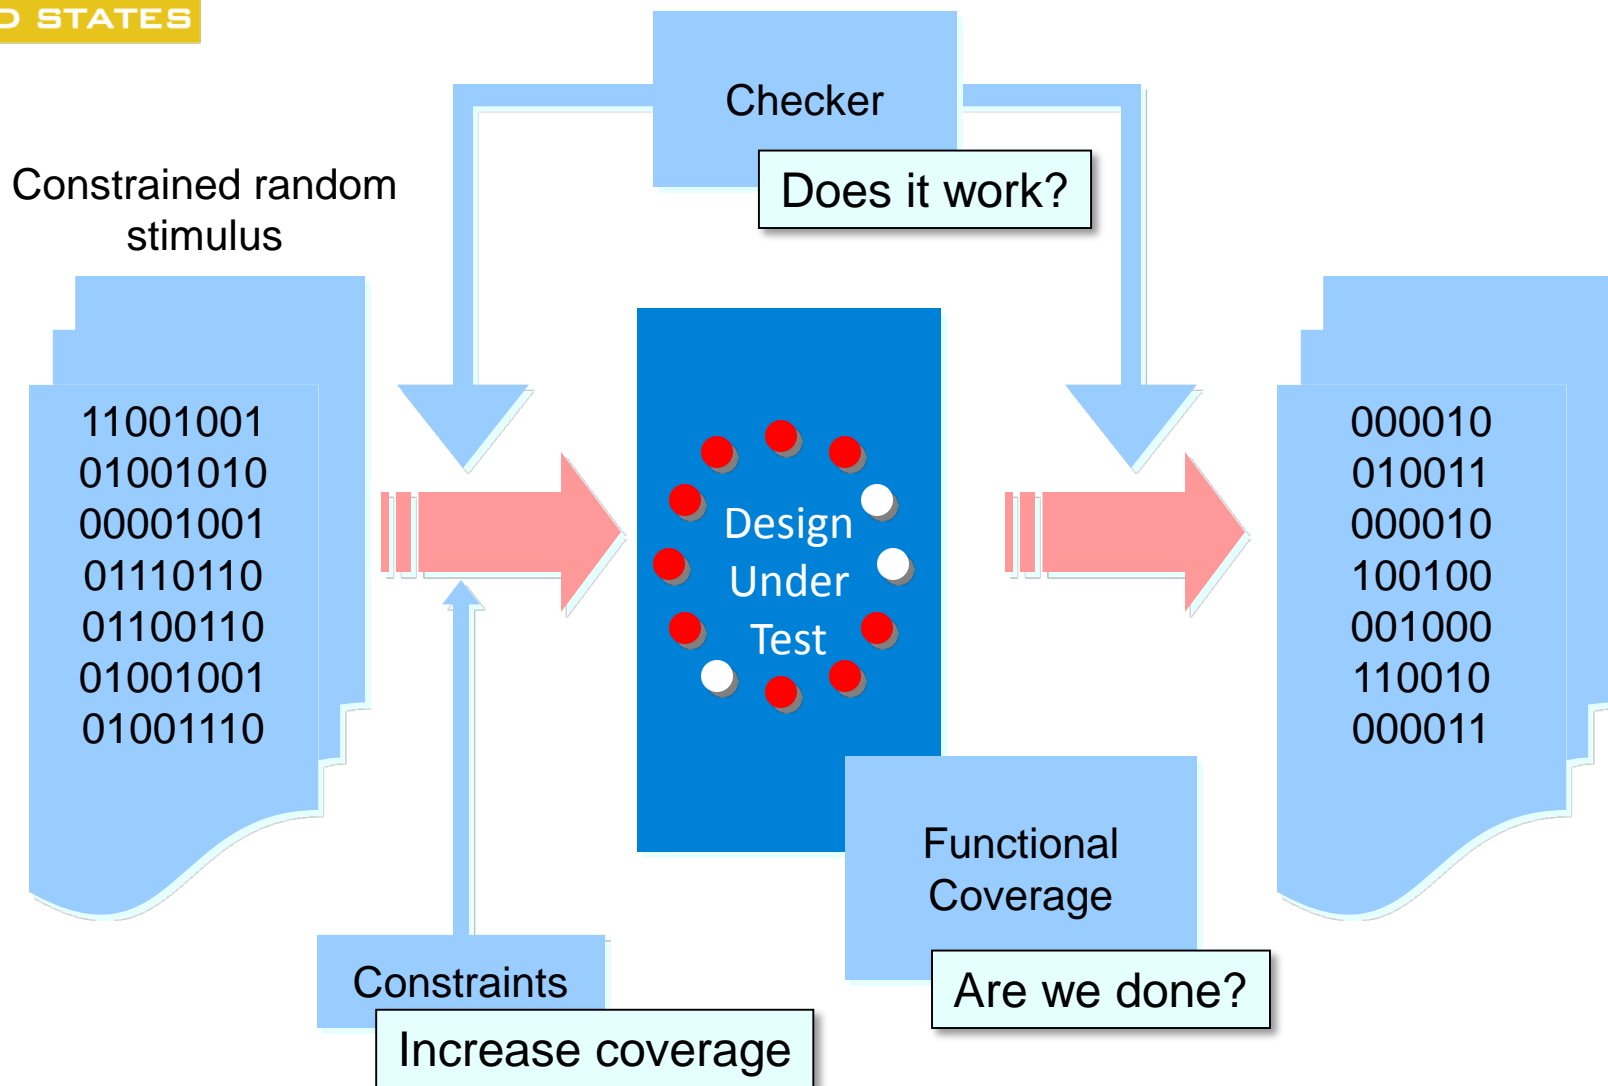 D STATES
Checker
Does it work?
Constrained random
stimulus
11001001
01001010
00001001
01110110
01100110
01001001
01001110
Design
Under
Test
000010
010011
000010
100100
001000
110010
000011
Functional
Coverage
Are we done?
Constraints
Increase coverage